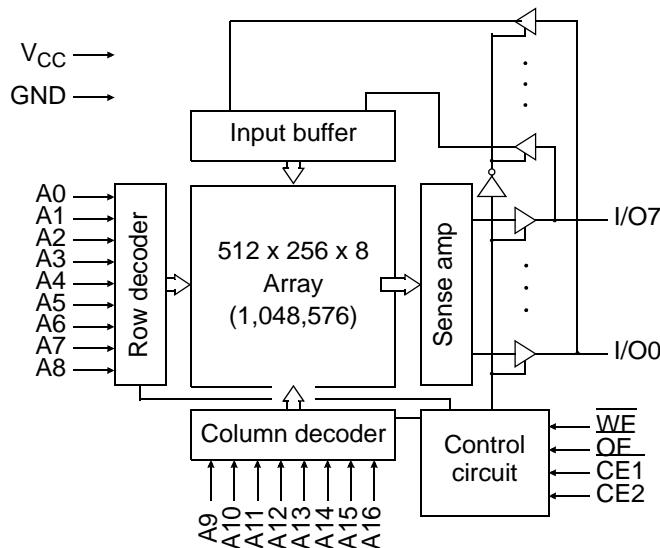 VCC
GND
Input buffer
A0
A1
A2
A3
A4
A5
A6
A7
A8
Row decoder
512 x 256 x 8
Array
(1,048,576)
Sense amp
I/O7
I/O0
Column decoder
A9
A10
A11
A12
A13
A14
A15
A16
Control
circuit
WE
OE
CE1
CE2